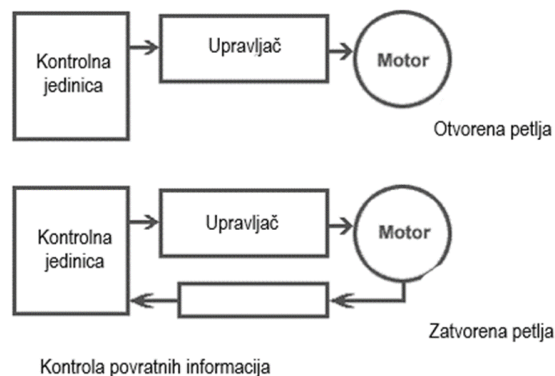 Kontrolna
jedinica
Upravljač
Motor
Otvorena petlja
Kontrolna
jedinica
Upravljač
Motor
Zatvorena petlja
Kontrola povratnih informacija